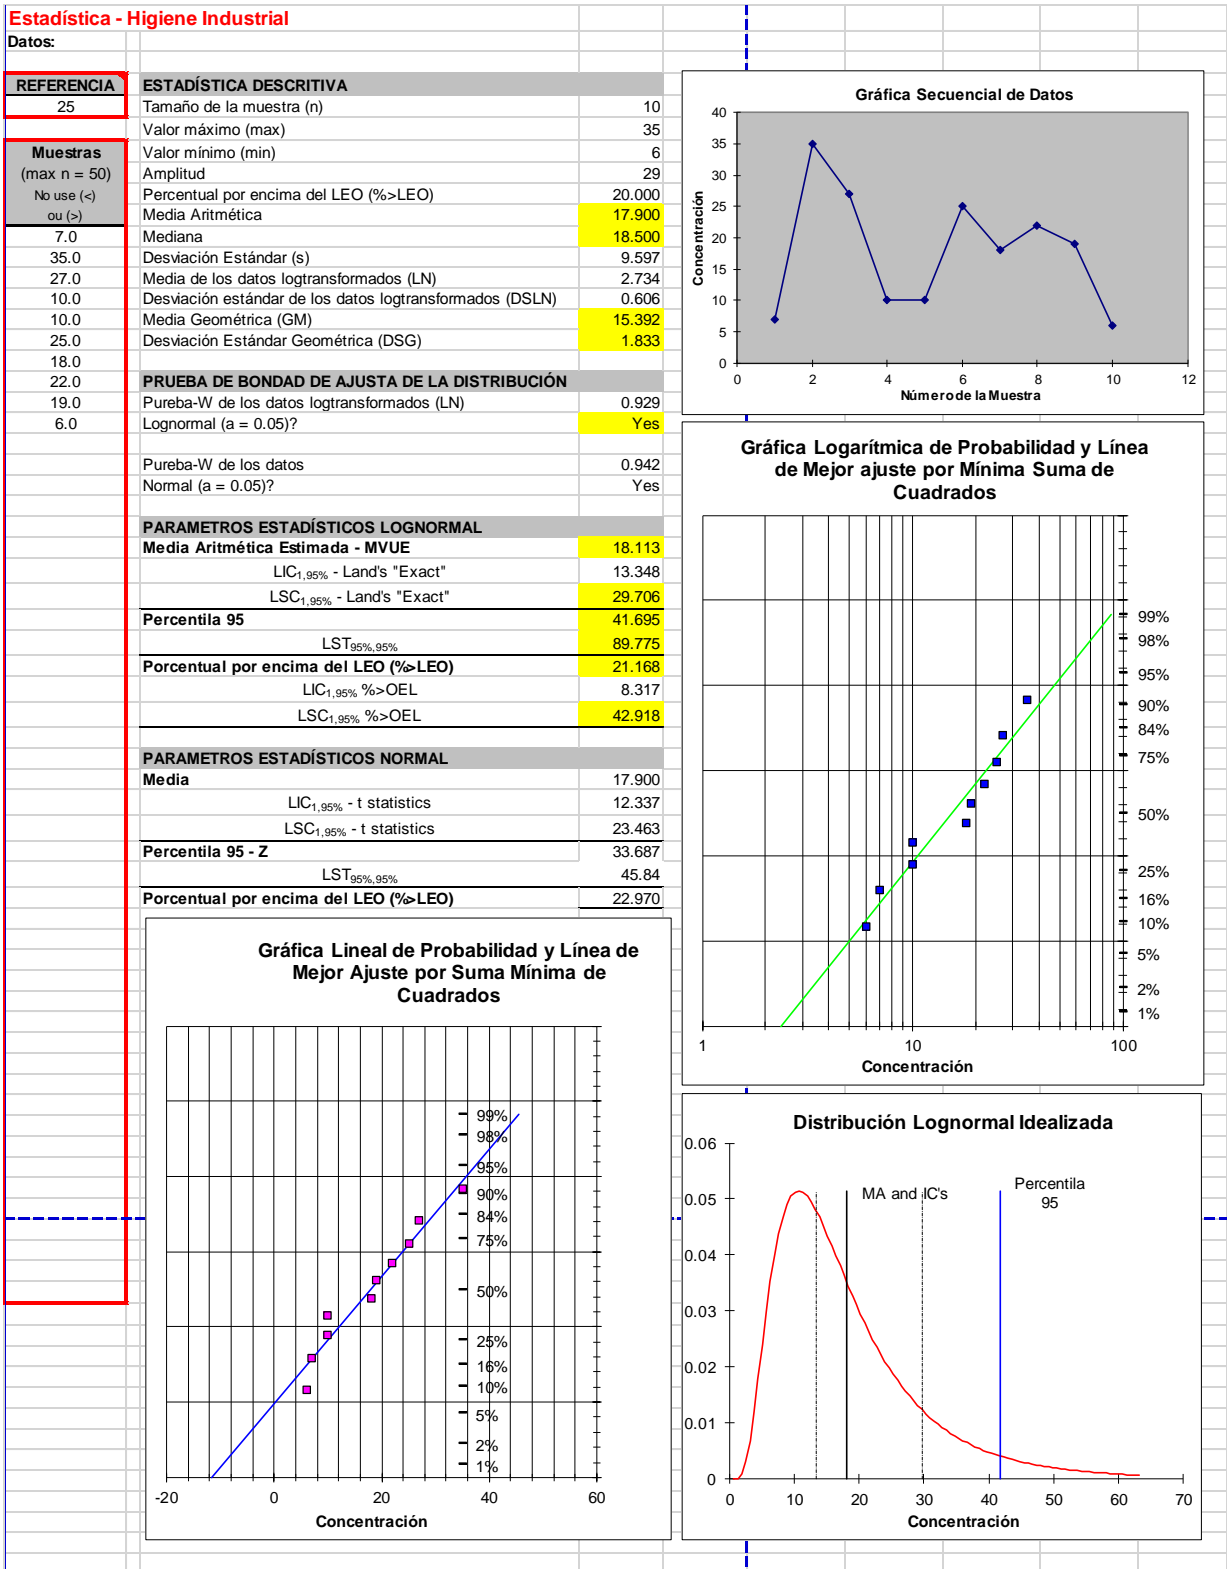 Estadística - Higiene Industrial
Datos:
REFERENCIA
25
Muestras
(max n = 50)
No use (<)
ou (>)
7.0
35.0
27.0
10.0
10.0
25.0
18.0
22.0
19.0
6.0
ESTADÍSTICA DESCRITIVA
Tamaño de la muestra (n) 10
Valor máximo (max) 35
Valor mínimo (min) 6
Amplitud 29
Percentual por encima del LEO (%>LEO) 20.000
Media Aritmética 17.900
Mediana 18.500
Desviación Estándar (s) 9.597
Media de los datos logtransformados (LN) 2.734
Desviación estándar de los datos logtransformados (DSLN) 0.606
Media Geométrica (GM) 15.392
Desviación Estándar Geométrica (DSG) 1.833
PRUEBA DE BONDAD DE AJUSTA DE LA DISTRIBUCIÓN
Pureba-W de los datos logtransformados (LN) 0.929
Lognormal (a = 0.05)? Yes
Pureba-W de los datos 0.942
Normal (a = 0.05)? Yes
PARAMETROS ESTADÍSTICOS LOGNORMAL
Media Aritmética Estimada - MVUE 18.113
LIC1,95% - Land's "Exact" 13.348
LSC1,95% - Land's "Exact" 29.706
Percentila 95 41.695
LST95%,95% 89.775
Porcentual por encima del LEO (%>LEO) 21.168
LIC1,95% %>OEL 8.317
LSC1,95% %>OEL 42.918
PARAMETROS ESTADÍSTICOS NORMAL
Media 17.900
LIC1,95% - t statistics 12.337
LSC1,95% - t statistics 23.463
Percentila 95 - Z 33.687
LST95%,95% 45.84
Porcentual por encima del LEO (%>LEO) 22.970
Gráfica Secuencial de Datos
Concentración
40
35
30
25
20
15
10
5
0
0 2 4 6 8 10 12
Número de la Muestra
Gráfica Logarítmica de Probabilidad y Línea
de Mejor ajuste por Mínima Suma de
Cuadrados
99%
98%
95%
90%
84%
75%
50%
25%
16%
10%
5%
2%
1%
1 10 100
Concentración
Gráfica Lineal de Probabilidad y Línea de
Mejor Ajuste por Suma Mínima de
Cuadrados
99%
98%
95%
90%
84%
75%
50%
25%
16%
10%
5%
2%
1%
-20 0 20 40 60
Concentración
Distribución Lognormal Idealizada
0.06
0.05
0.04
0.03
0.02
0.01
0
MA and IC's
Percentila
95
0 10 20 30 40 50 60 70
Concentración